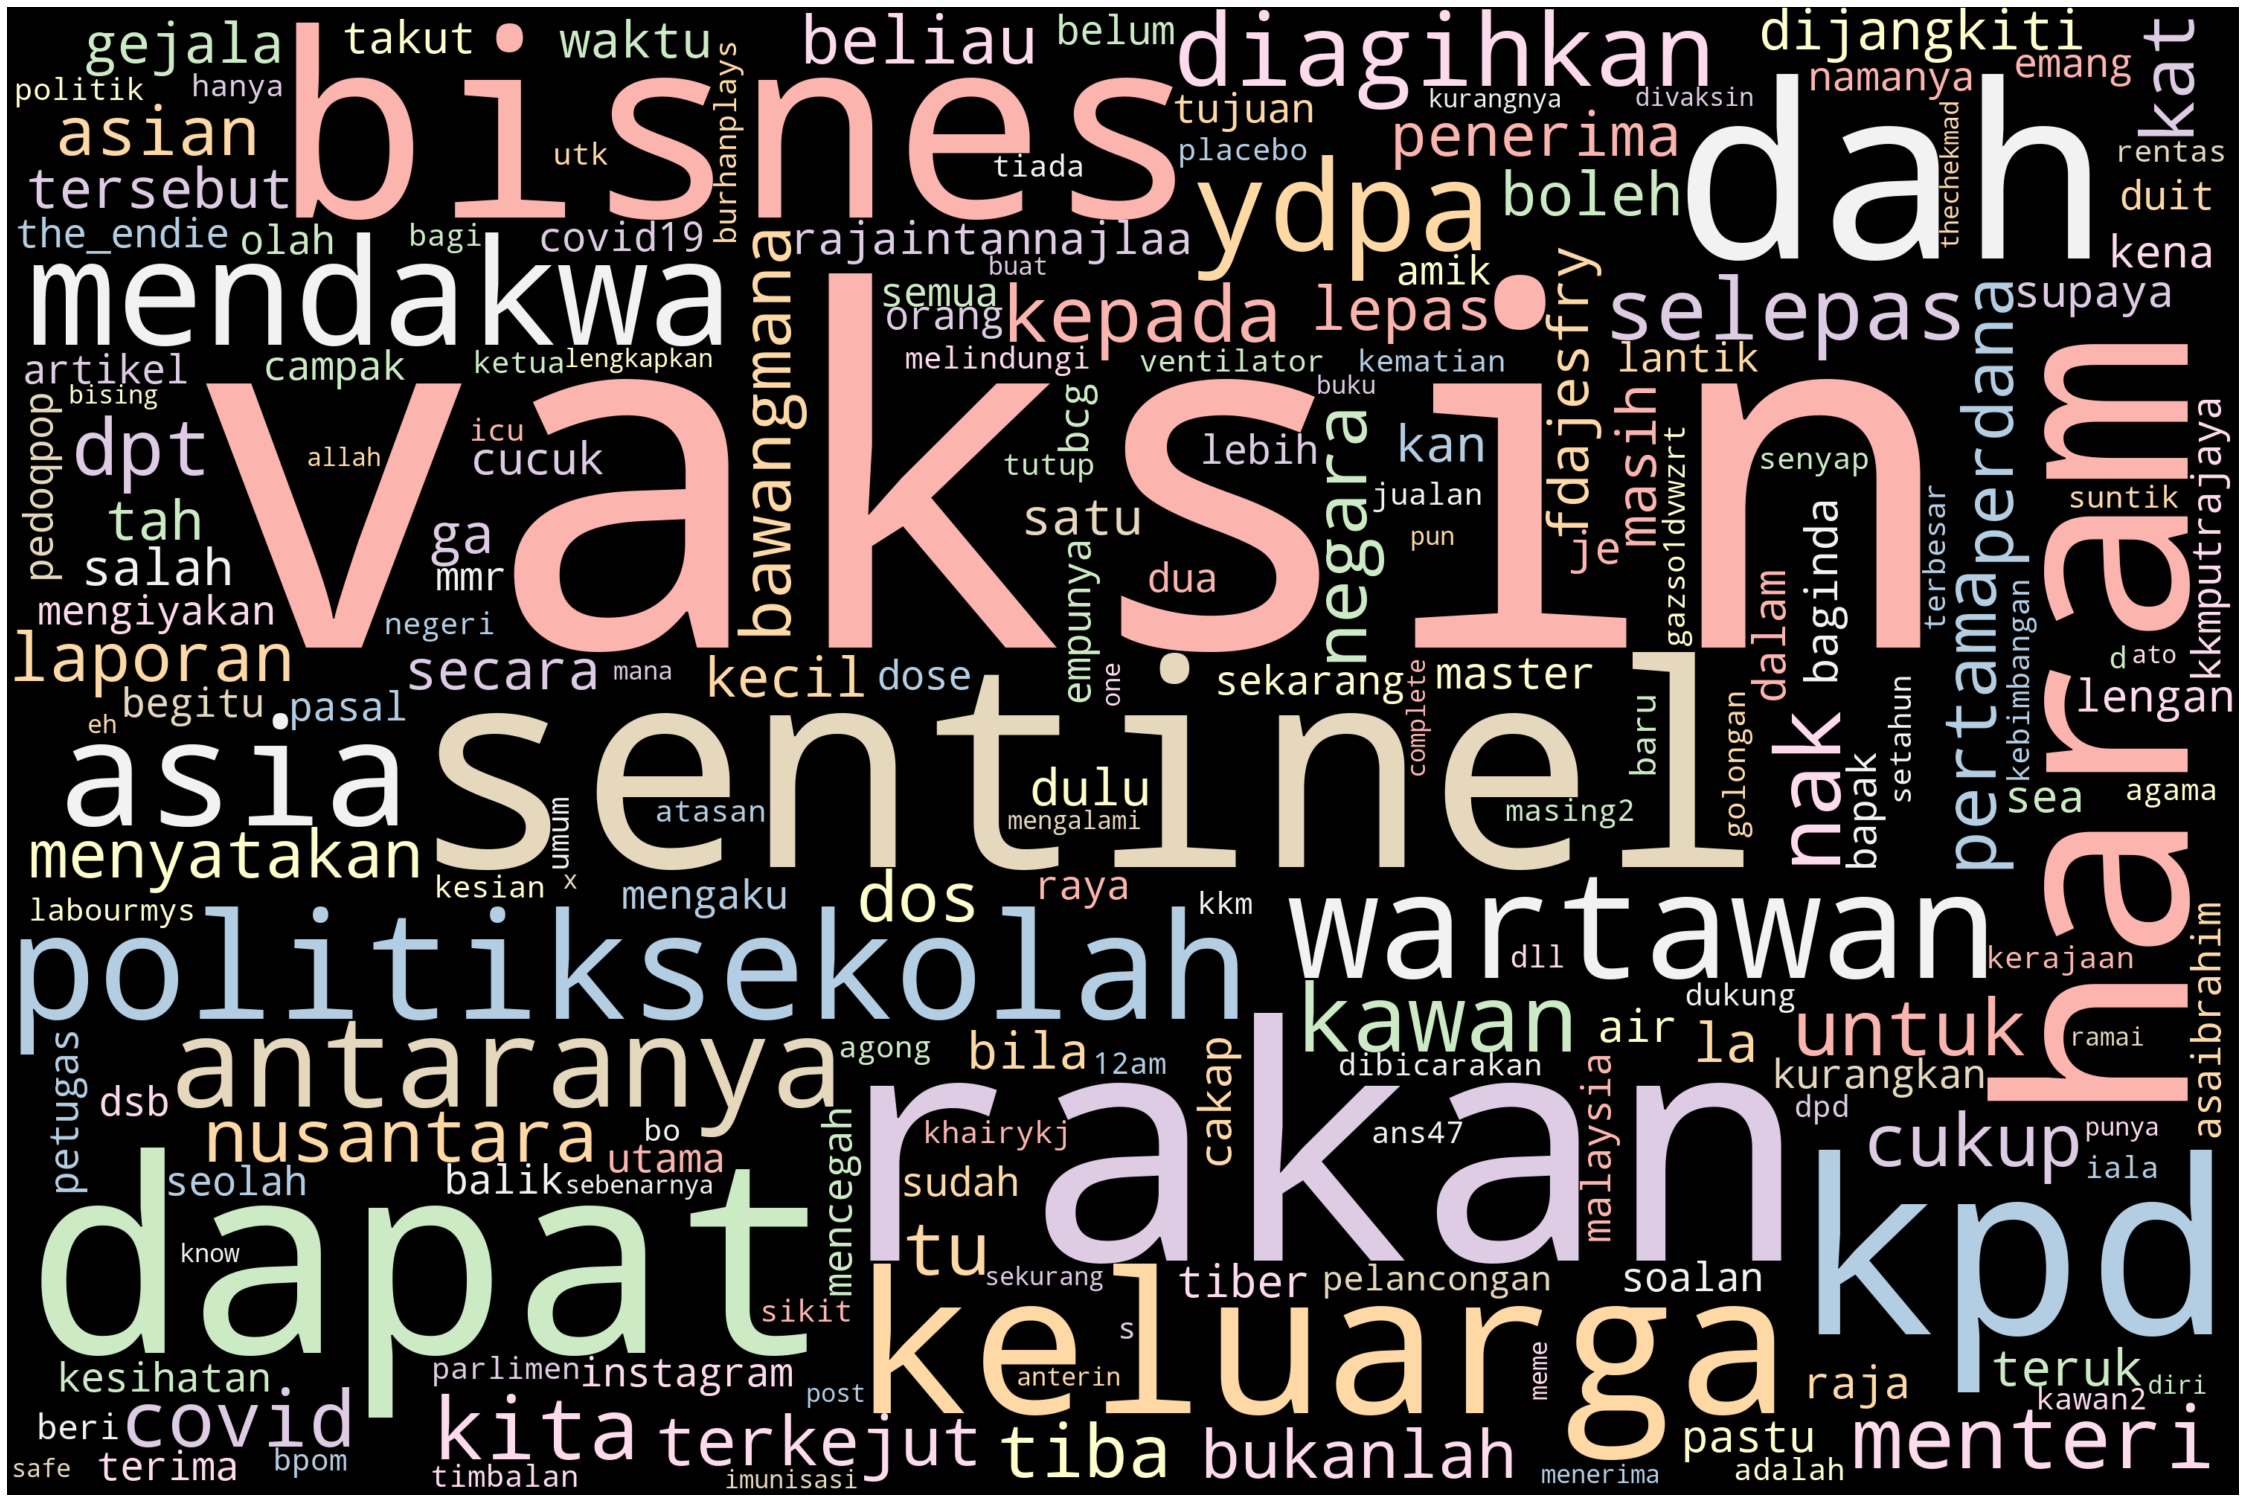 gejala
takut
waktu
beliau
belum
diagihkan
dijangkiti
kat
politik
hanya
bisnes
burhanplays
namanya
emang
asian
utk
tujuan
kurangnya
divaksin
dah
thechekmad
tersebut
tiada
placebo
penerima
rentas
duit
the_endie
olah
bagi
covid19
rajaintannajlaa
ydpa
boleh
kena
mendakwa
bawangmana
buat
semua
orang
kepada
amik
lepas
fdajesfry
selepas
perdana
supaya
artikel
campak
ketua
lengkapkan
melindungi
ventilator
kematian
lantik
haram
bising
vaksin
bcg
buku
masih
pedoqpop
dpt
allah
icu
cucuk
tutup
lebih
negara
kan
jualan
gazso1dvwzrt
senyap
terbesar
suntik
kkmputrajaya
tah
ga
satu
pun
je
salah
mmr
dua
empunya
baginda
pertama
mengiyakan
negeri
dalam
kebimbangan
laporan
secara
mana
kecil
dose
one
sekarang
master
complete
d
ato
begitu
pasal
baru
golongan
nak
setahun
lengan
eh
asia
sentinel
atasan
dulu
mengalami
masing2
bapak
sea
agama
menyatakan
umum
kesian
x
mengaku
dos
raya
kkm
wartawan
labourmys
politiksekolah
dll
kerajaan
asaibrahim
dukung
petugas
antaranya
agong
bila
12am
cakap
kawan
air
la
untuk
ramai
dibicarakan
malaysia
kurangkan
dsb
nusantara
bo
utama
mencegah
rakan
khairykj
ans47
dpd
cukup
punya
iala
seolah
balik
sebenarnya
sudah
kpd
dapat
know
tu
sekurang
tiber
pelancongan
soalan
sikit
keluarga
s
kesihatan
parlimen
instagram
post
anterin
meme
raja
teruk
diri
kawan2
beri
covid
kita
terkejut
tiba
bukanlah
pastu
menteri
safe
terima
bpom
timbalan
imunisasi
menerima
adalah